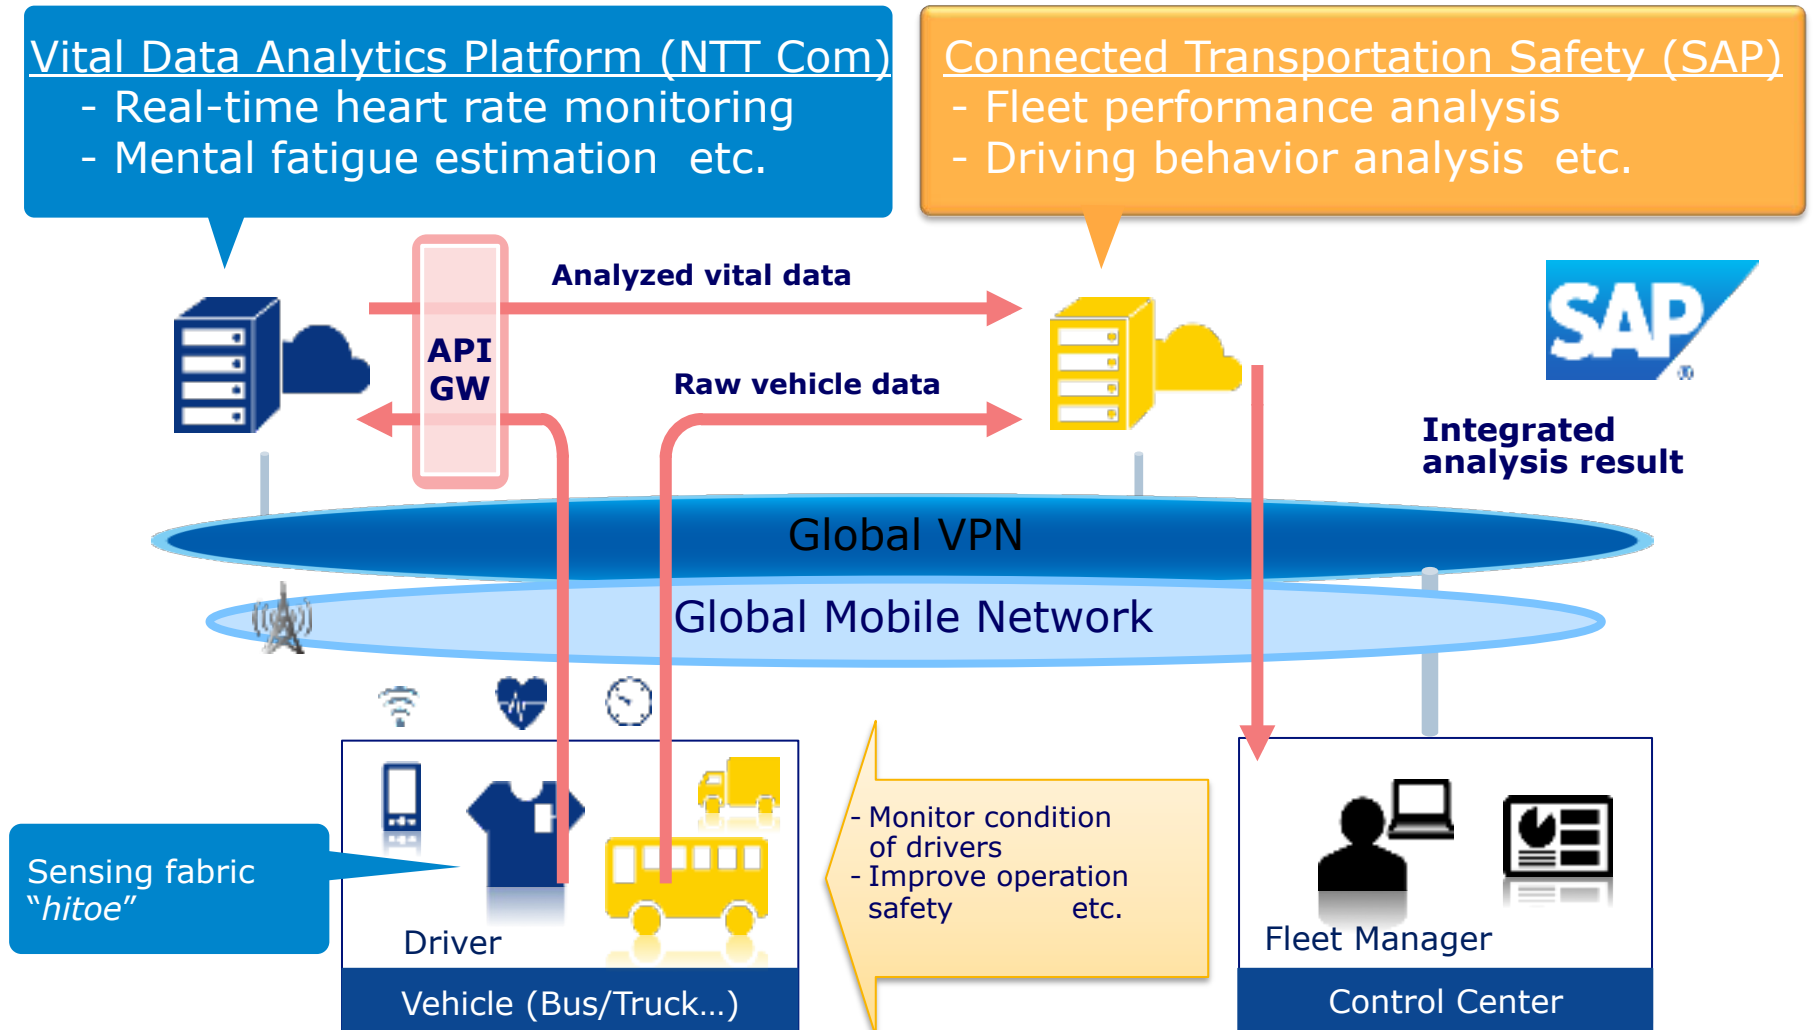 Vital Data Analytics Platform (NTT Com)
- Real-time heart rate monitoring
- Mental fatigue estimation etc.
Connected Transportation Safety (SAP)
- Fleet performance analysis
- Driving behavior analysis etc.
Analyzed vital data
API
GW
Raw vehicle data
SAP®
Integrated
analysis result
Global VPN
Global Mobile Network
Sensing fabric
“hitoe”
Driver
Vehicle (Bus/Truck...)
- Monitor condition
of drivers
- Improve operation
safety etc.
Fleet Manager
Control Center